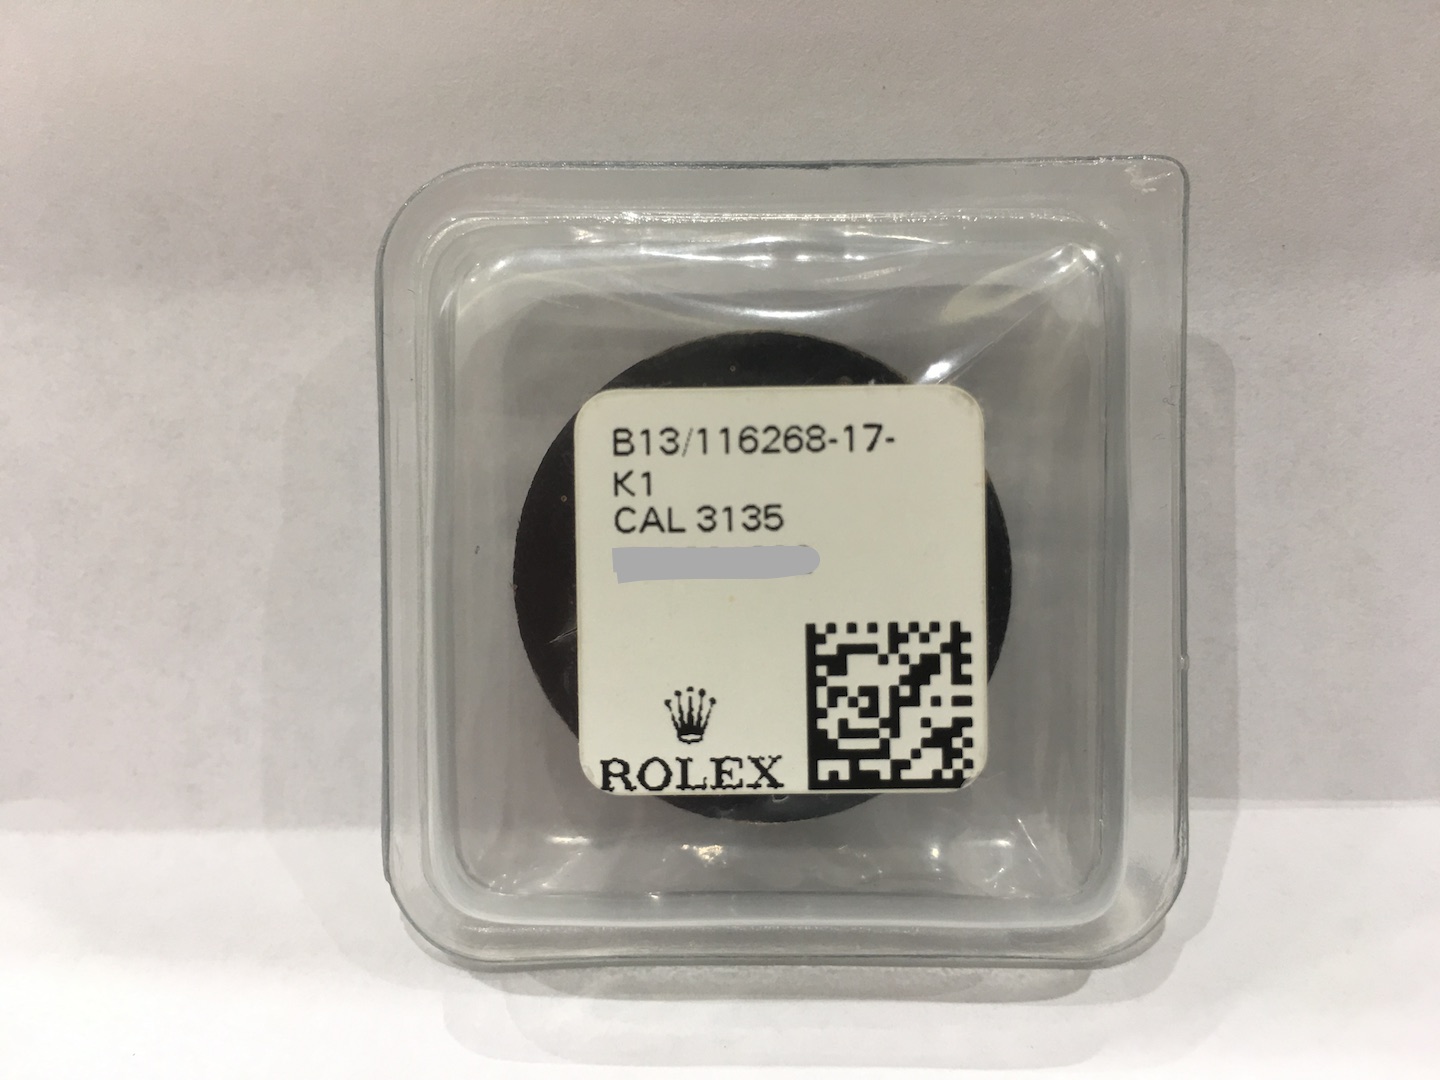 B13/116268-17-
K1
CAL 3135
ROLEX